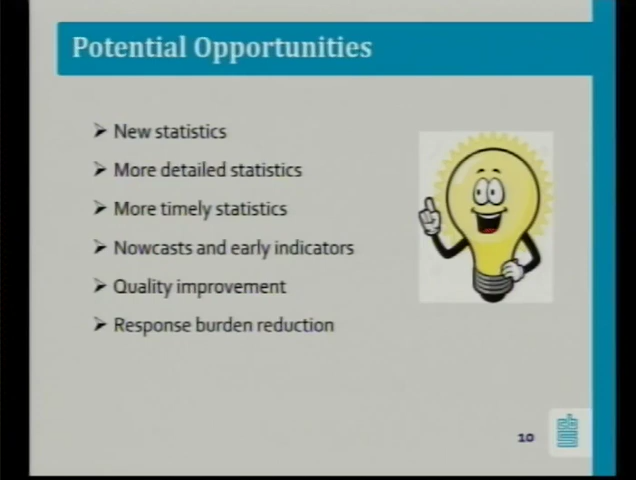 Potential Opportunities
New statistics
More detailed statistics
More timely statistics
Nowcasts and early indicators
Quality improvement
Response burden reduction
10